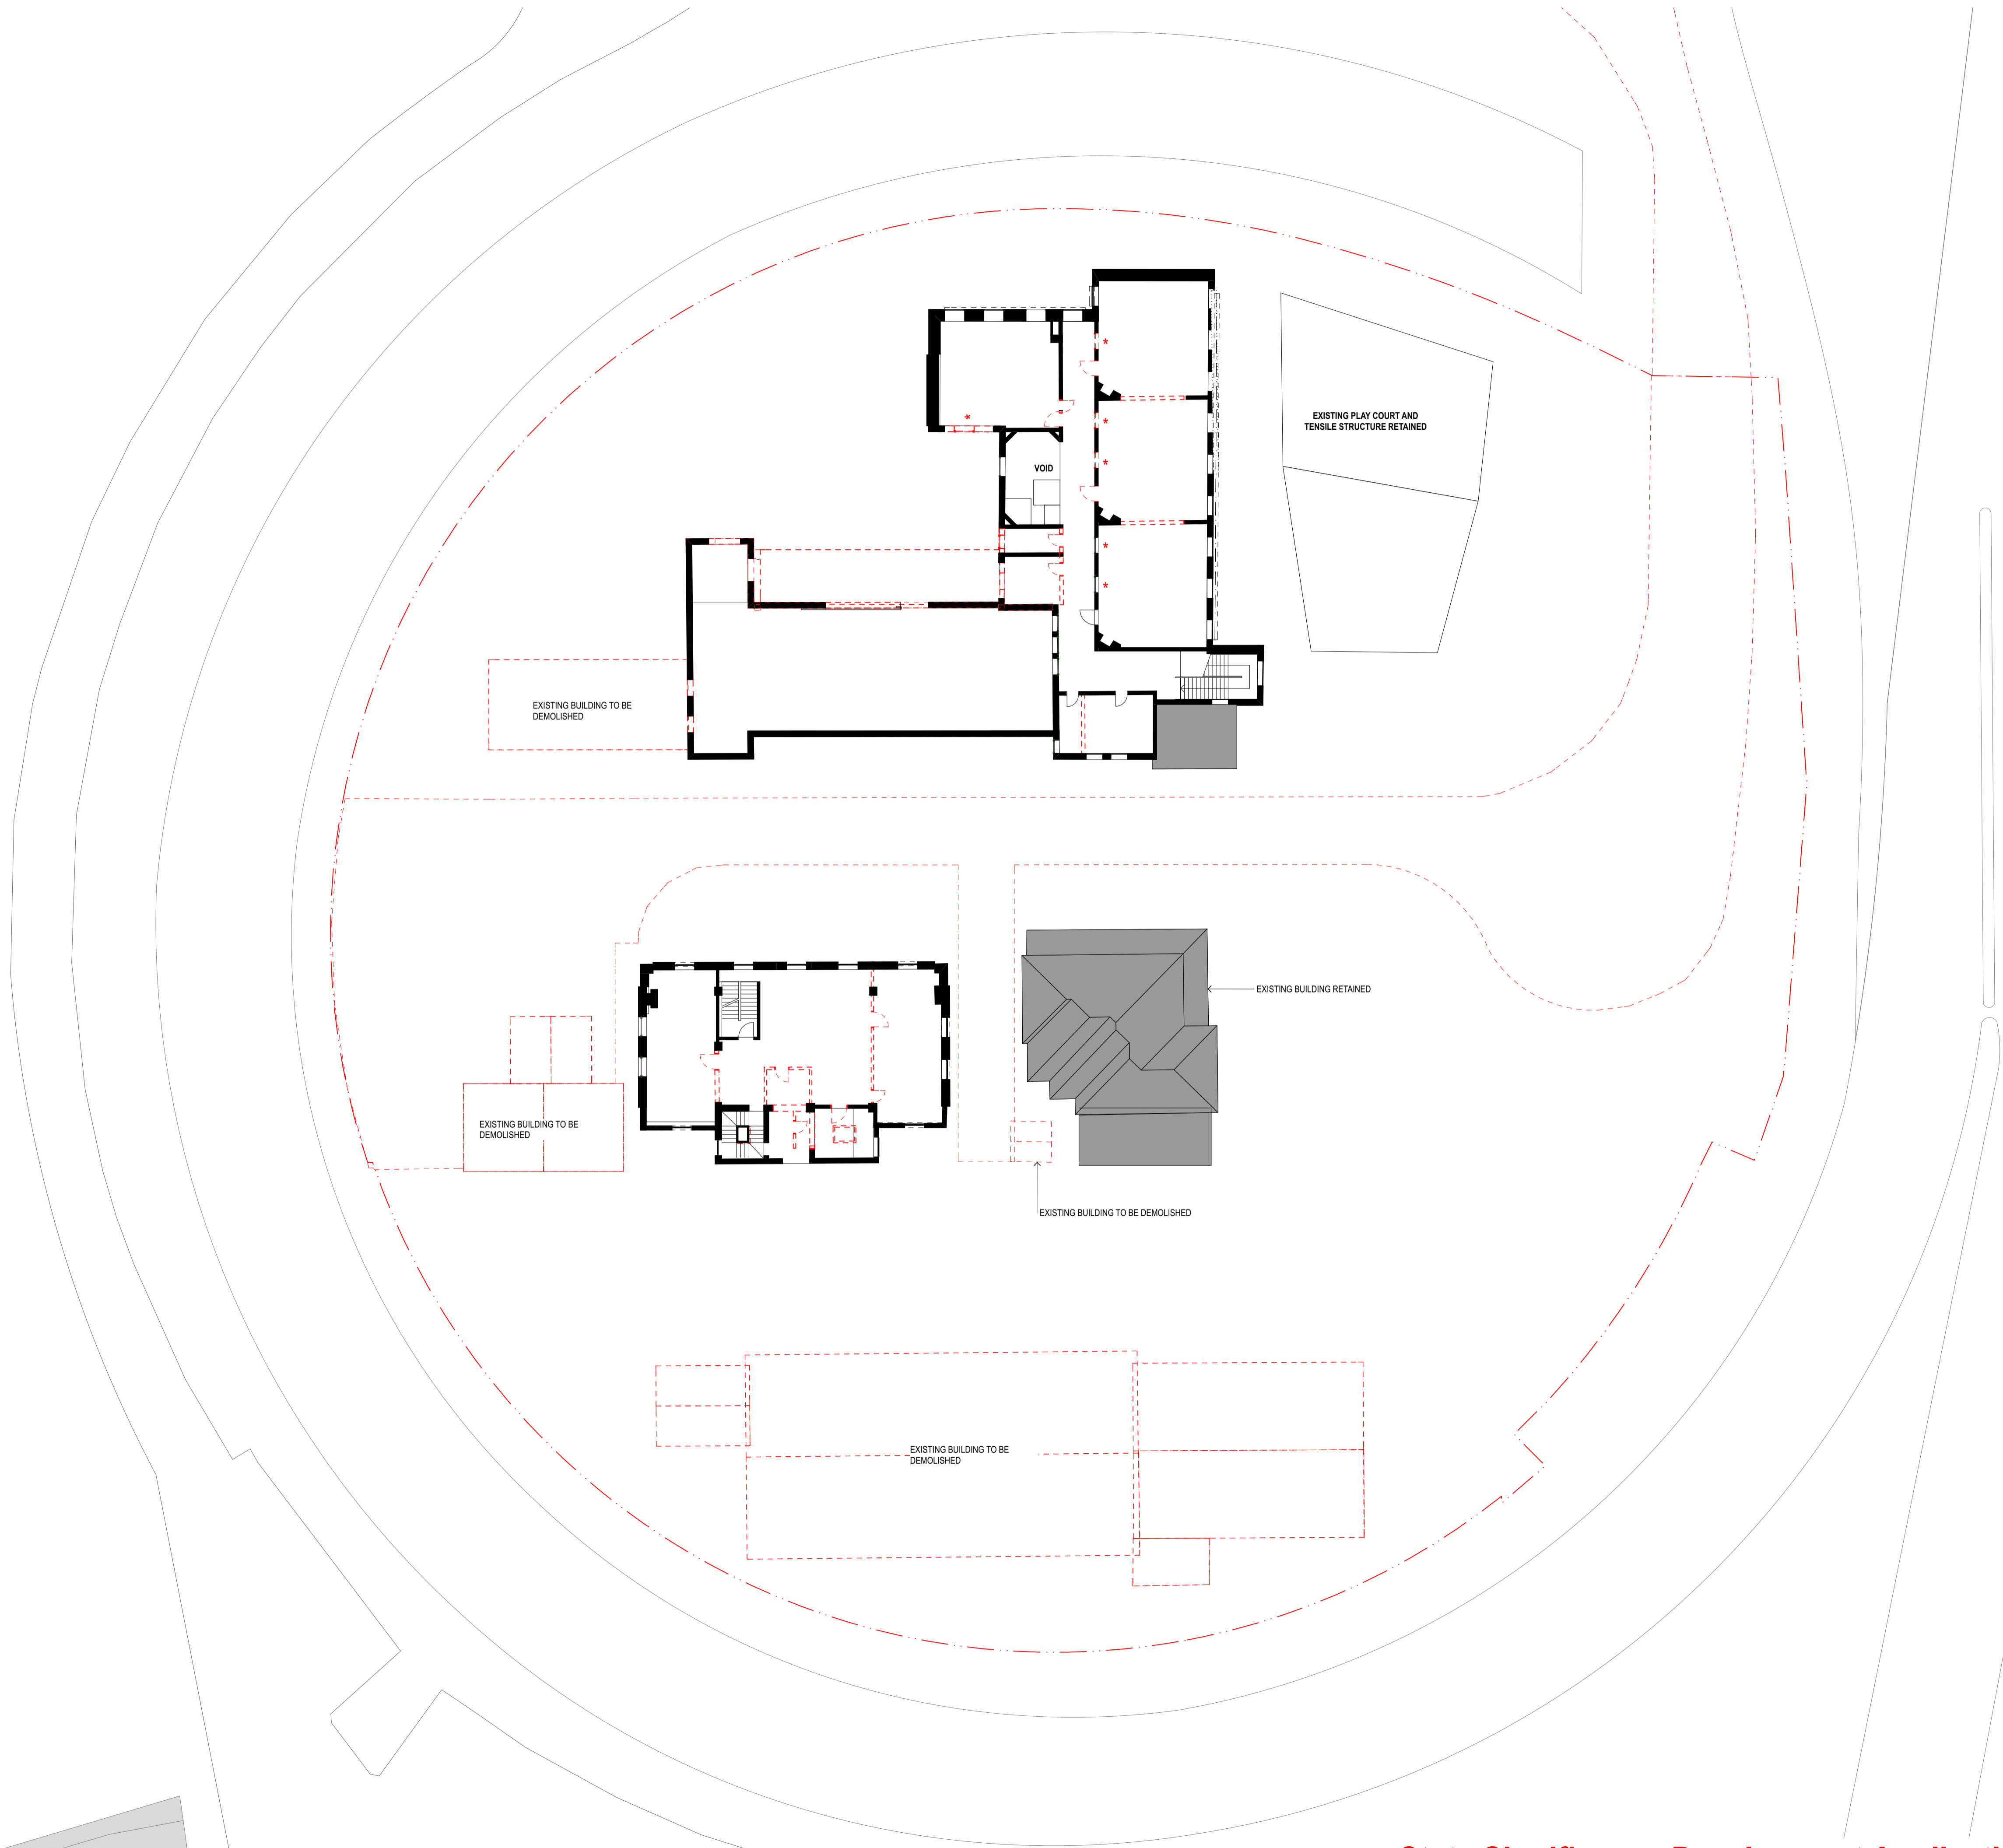 EXISTING PLAY COURT AND
TENSILE STRUCTURE RETAINED
VOID
EXISTING BUILDING TO BE
DEMOLISHED
EXISTING BUILDING RETAINED
EXISTING BUILDING TO BE
DEMOLISHED
EXISTING BUILDING TO BE DEMOLISHED
EXISTING BUILDING TO BE
DEMOLISHED